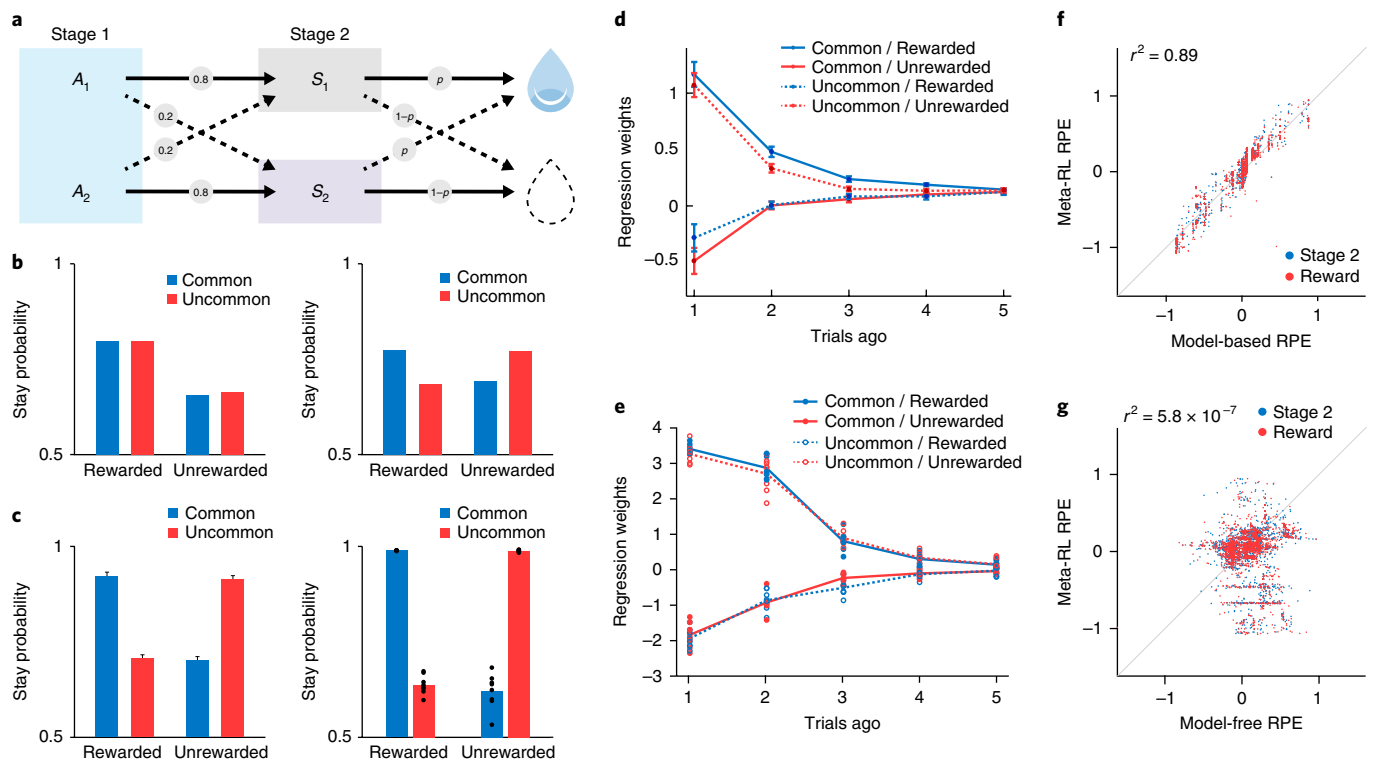 a
Stage 1
Stage 2
A1
0.8
S1
p
0.2
1–p
0.2
p
A2
0.8
S2
1–p
b
1
Stay probability
0.5
Common
Uncommon
Rewarded
Unrewarded
1
Stay probability
0.5
Common
Uncommon
Rewarded
Unrewarded
c
1
Stay probability
0.5
Common
Uncommon
Rewarded
Unrewarded
1
Stay probability
0.5
Common
Uncommon
Rewarded
Unrewarded
d
Common / Rewarded
Common / Unrewarded
Uncommon / Rewarded
Uncommon / Unrewarded
Regression weights
1
0.5
0
–0.5
1 2 3 4 5
Trials ago
e
Common / Rewarded
Common / Unrewarded
Uncommon / Rewarded
Uncommon / Unrewarded
Regression weights
4
3
2
1
0
–1
–2
–3
1 2 3 4 5
Trials ago
f
r² = 0.89
Meta-RL RPE
1
0
–1
Stage 2
Reward
–1 0 1
Model-based RPE
g
r² = 5.8 × 10⁻⁷
Stage 2
Reward
Meta-RL RPE
1
0
–1
–1 0 1
Model-free RPE